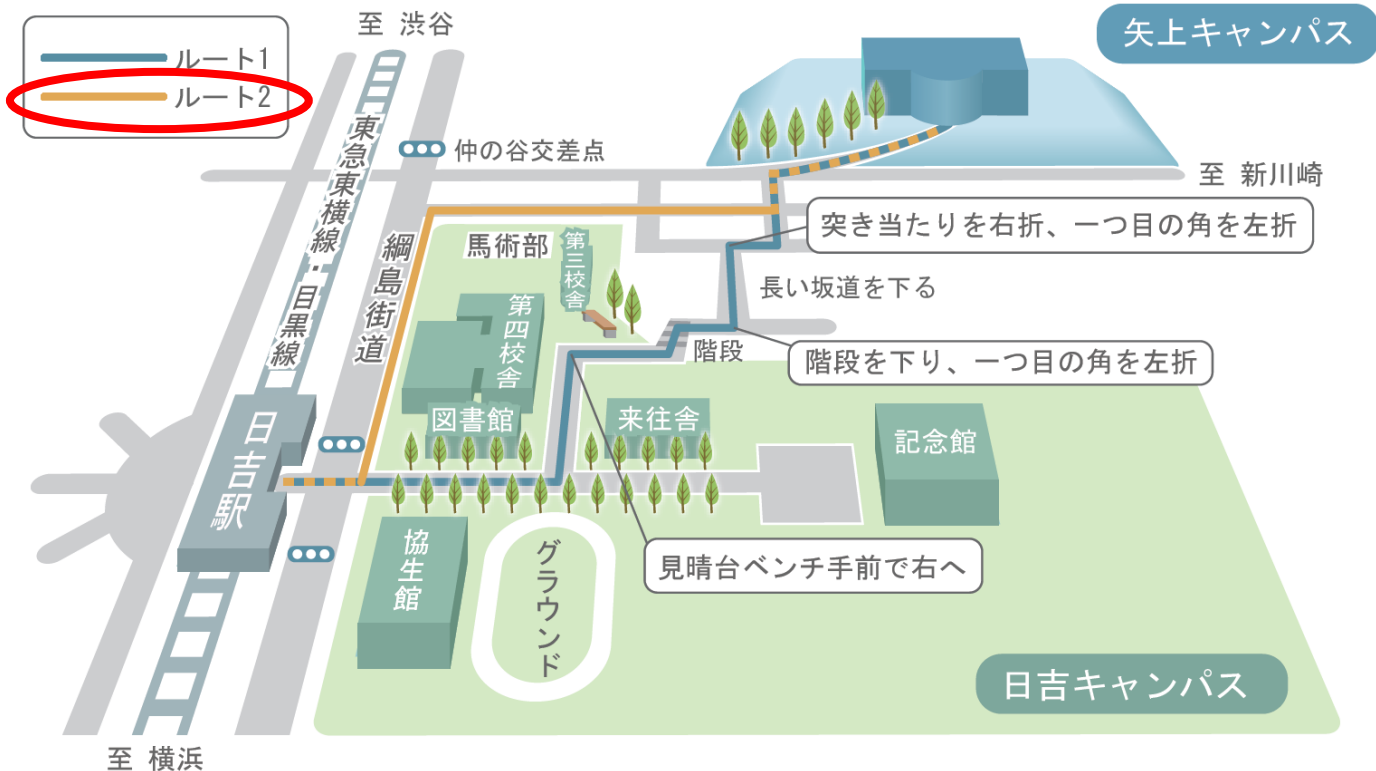 至 渋谷
矢上キャンパス
ルート1
ルート2
東急東横線・目黒線
仲の谷交差点
至 新川崎
綱島街道
馬術部
第三校舎
突き当たりを右折、一つ目の角を左折
長い坂道を下る
第四校舎
階段
階段を下り、一つ目の角を左折
図書館
来往舎
記念館
日吉駅
協生館
グラウンド
見晴台ベンチ手前で右へ
日吉キャンパス
至 横浜